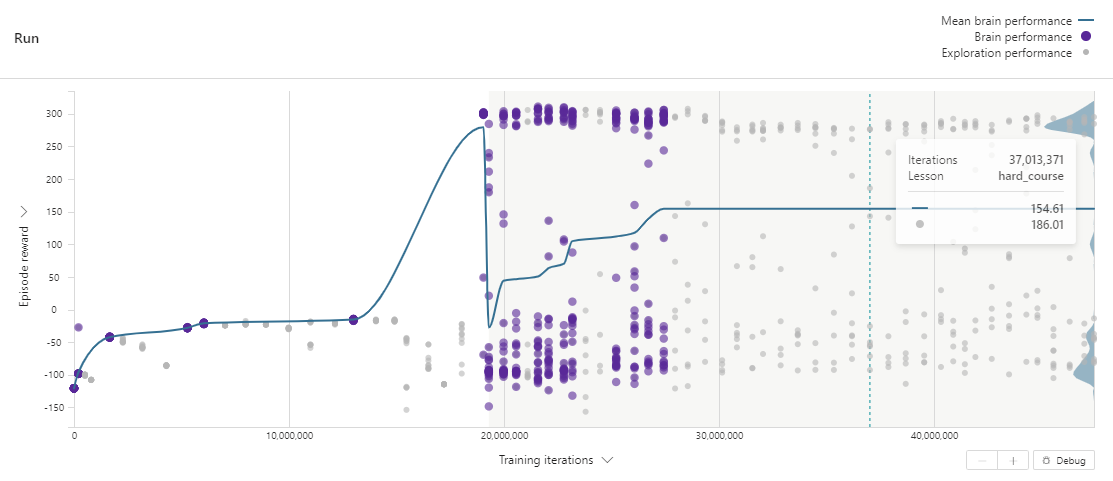 Run
Mean brain performance
Brain performance
Exploration performance
Episode reward
300
250
200
150
100
50
0
-50
-100
-150
Iterations 37,013,371
Lesson hard_course
154.61
186.01
0 10,000,000 20,000,000 30,000,000 40,000,000
Training iterations
− + Debug